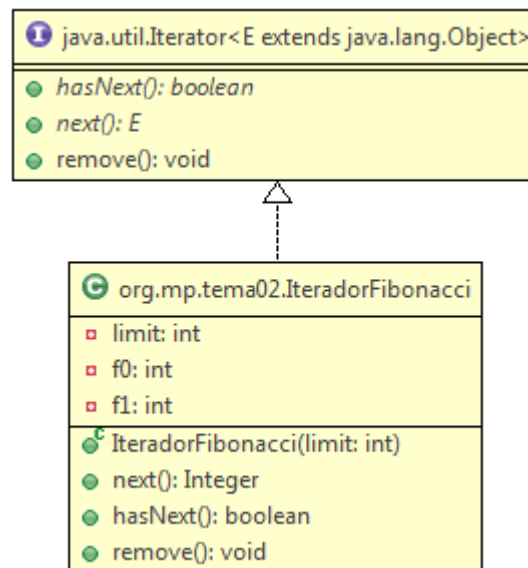 I java.util.Iterator<E extends java.lang.Object>
hasNext(): boolean
next(): E
remove(): void
C org.mp.tema02.IteradorFibonacci
limit: int
f0: int
f1: int
C IteradorFibonacci(limit: int)
next(): Integer
hasNext(): boolean
remove(): void